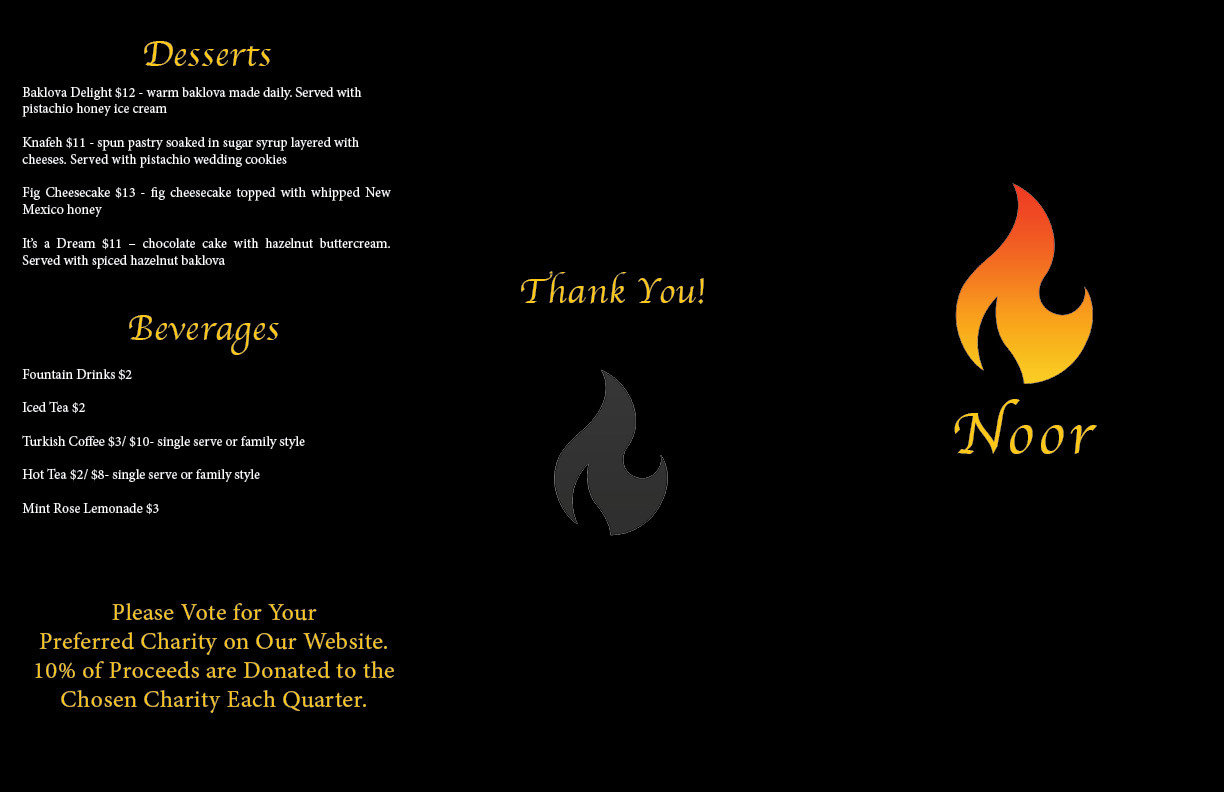 Desserts
Baklova Delight $12 - warm baklova made daily. Served with
pistachio honey ice cream
Knafeh $11 - spun pastry soaked in sugar syrup layered with
cheeses. Served with pistachio wedding cookies
Fig Cheesecake $13 - fig cheesecake topped with whipped New
Mexico honey
It's a Dream $11 – chocolate cake with hazelnut buttercream.
Served with spiced hazelnut baklova
Beverages
Fountain Drinks $2
Iced Tea $2
Turkish Coffee $3/ $10- single serve or family style
Hot Tea $2/ $8- single serve or family style
Mint Rose Lemonade $3
Please Vote for Your
Preferred Charity on Our Website.
10% of Proceeds are Donated to the
Chosen Charity Each Quarter.
Thank You!
Noor